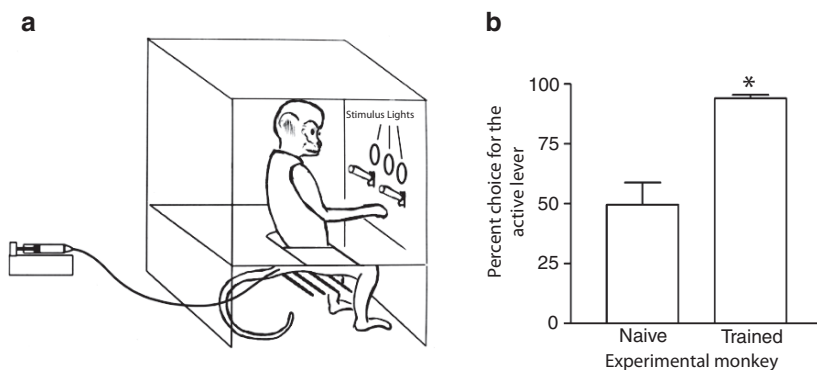 a
Stimulus Lights
b
Percent choice for the
active lever
100
75
50
25
0
*
Naive
Trained
Experimental monkey